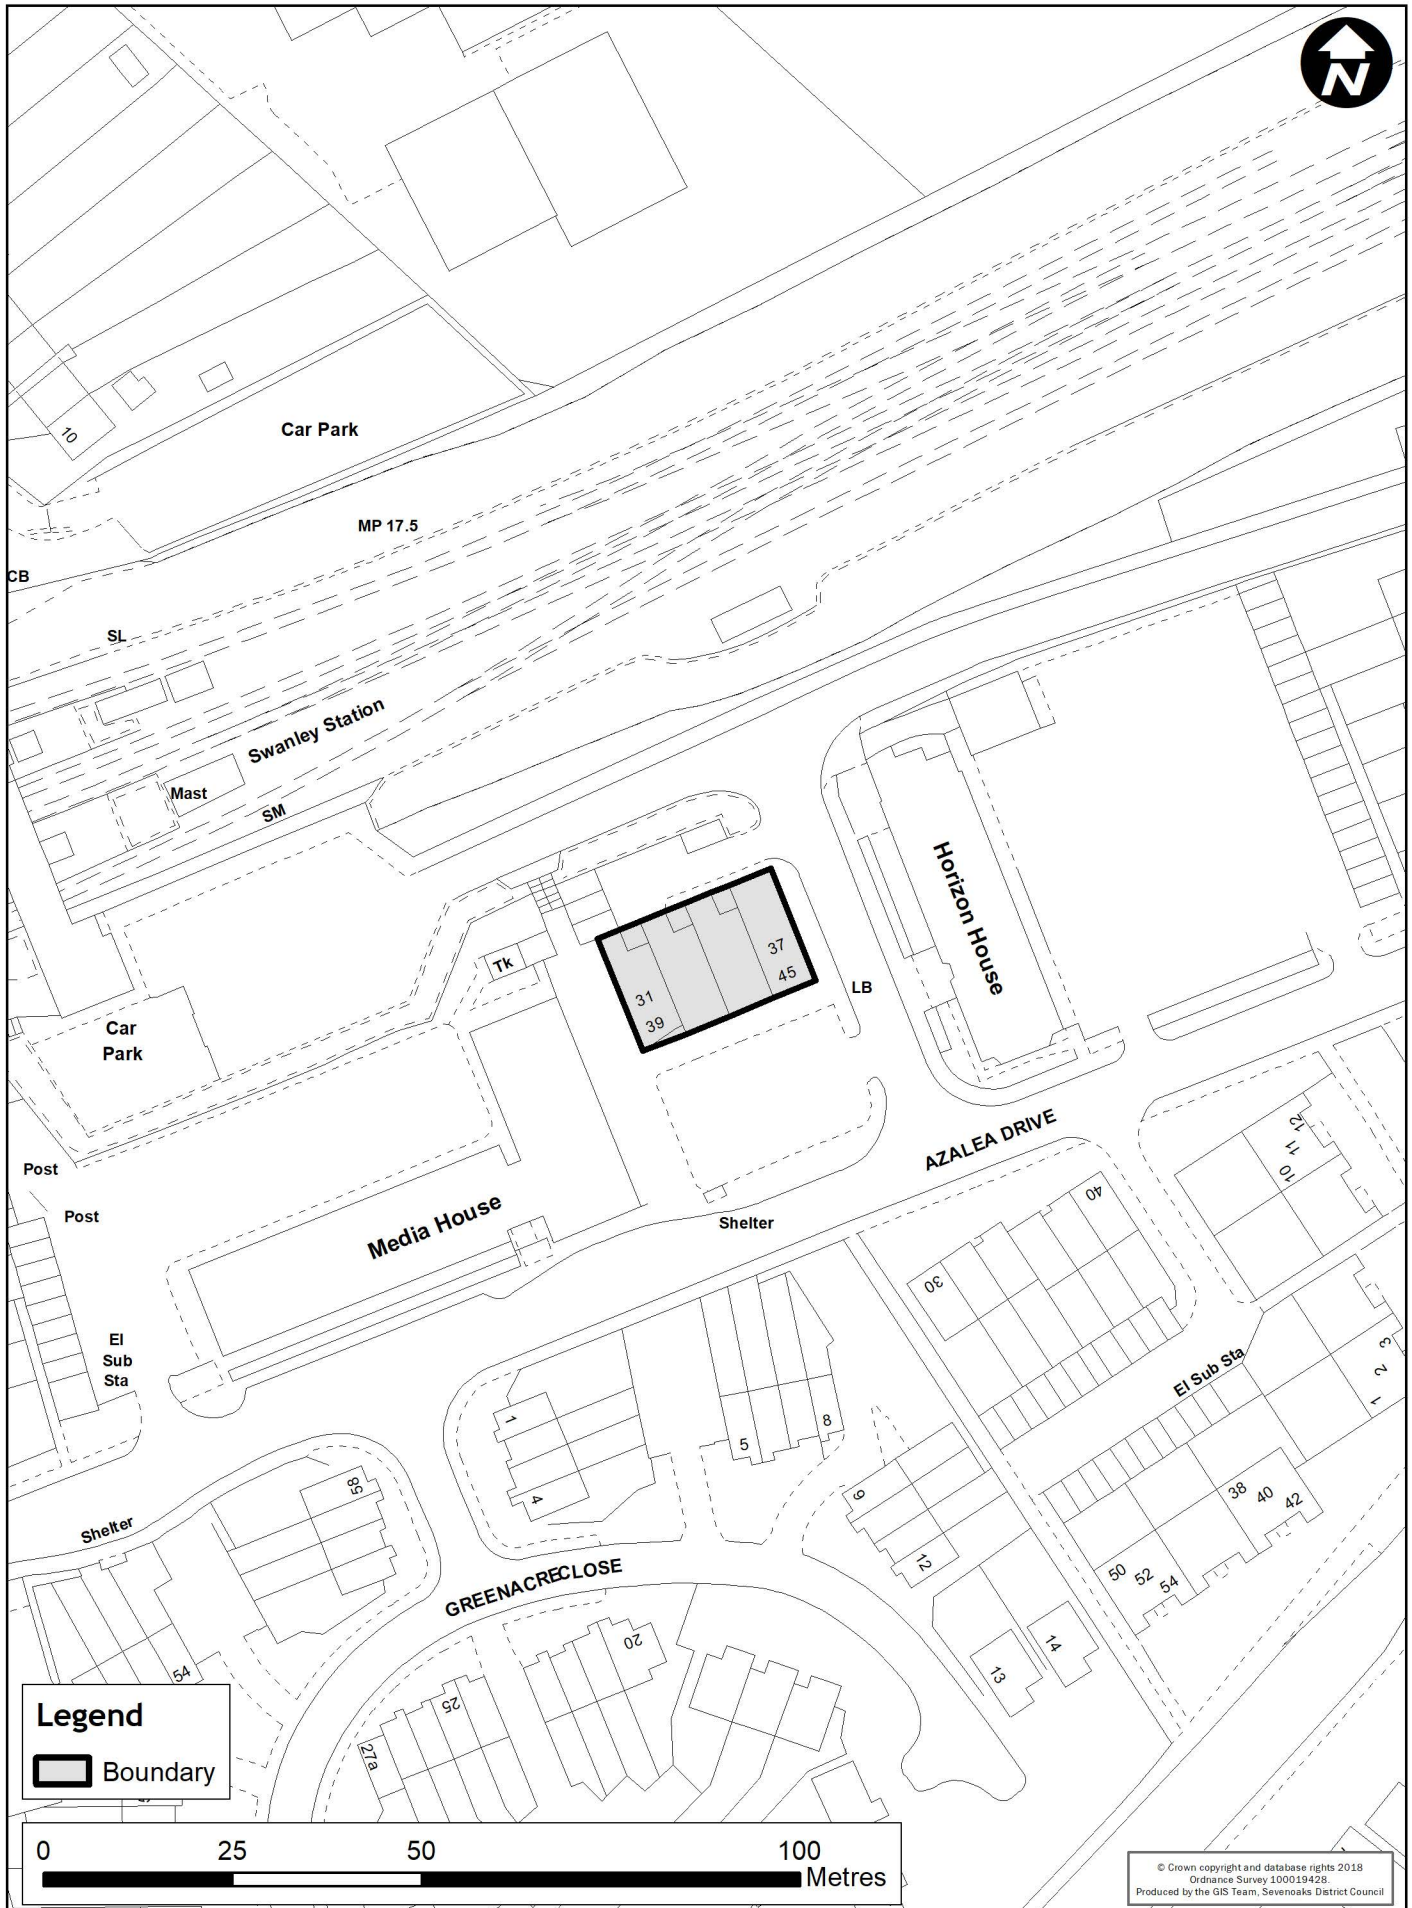 N
10
Car Park
MP 17.5
CB
SL
Swanley Station
Mast
SM
Horizon House
Tk
31
39
37
45
LB
Car
Park
AZALEA DRIVE
12
11
10
Post
Post
Media House
Shelter
40
30
El
Sub
Sta
El Sub Sta
3
2
1
1
4
5
8
58
Shelter
9
12
38
40
42
50
52
54
GREENACRE CLOSE
20
14
13
54
25
27a
Legend
Boundary
0 25 50 100
Metres
© Crown copyright and database rights 2018
Ordnance Survey 100019428.
Produced by the GIS Team, Sevenoaks District Council